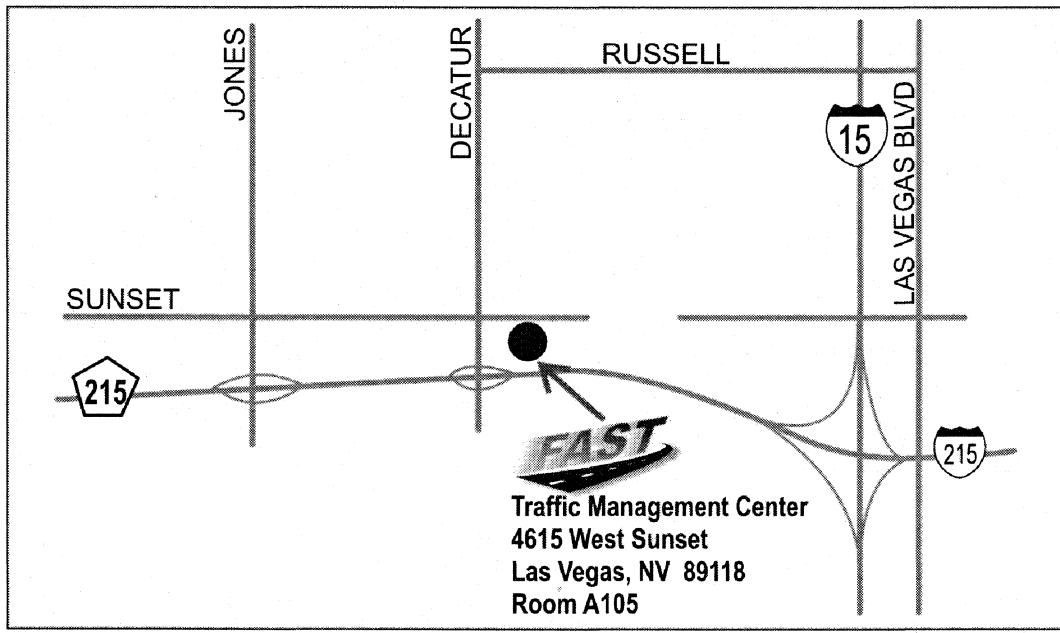 JONES
DECATUR
RUSSELL
15
LAS VEGAS BLVD
SUNSET
215
215
FAST
Traffic Management Center
4615 West Sunset
Las Vegas, NV 89118
Room A105